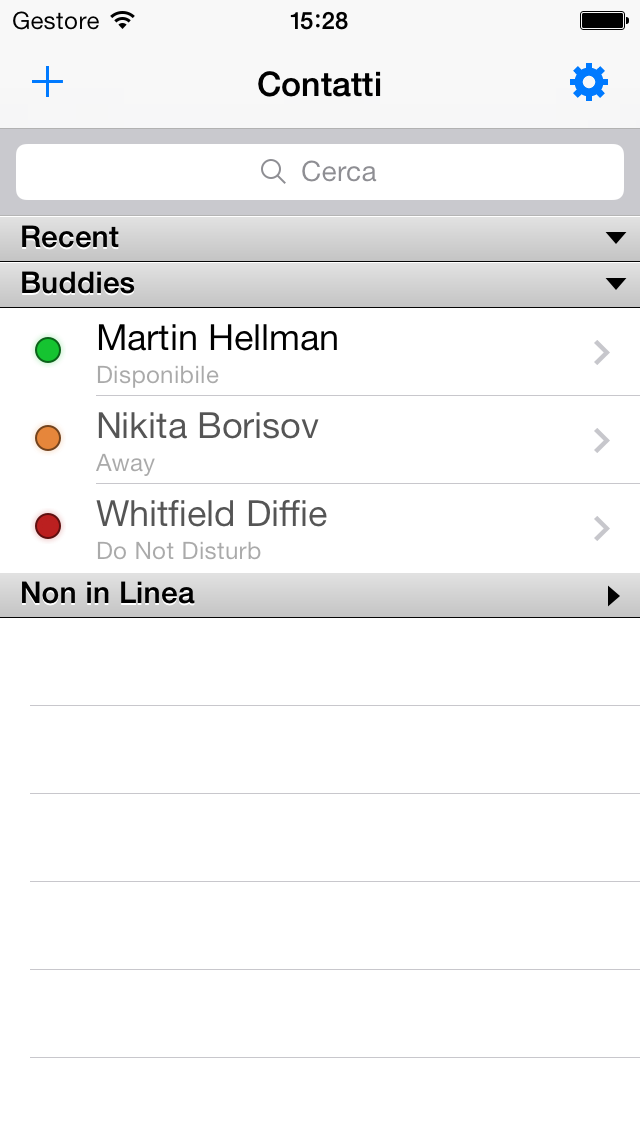 Gestore 15:28
Contatti
Cerca
Recent
Buddies
Martin Hellman
Disponibile
Nikita Borisov
Away
Whitfield Diffie
Do Not Disturb
Non in Linea